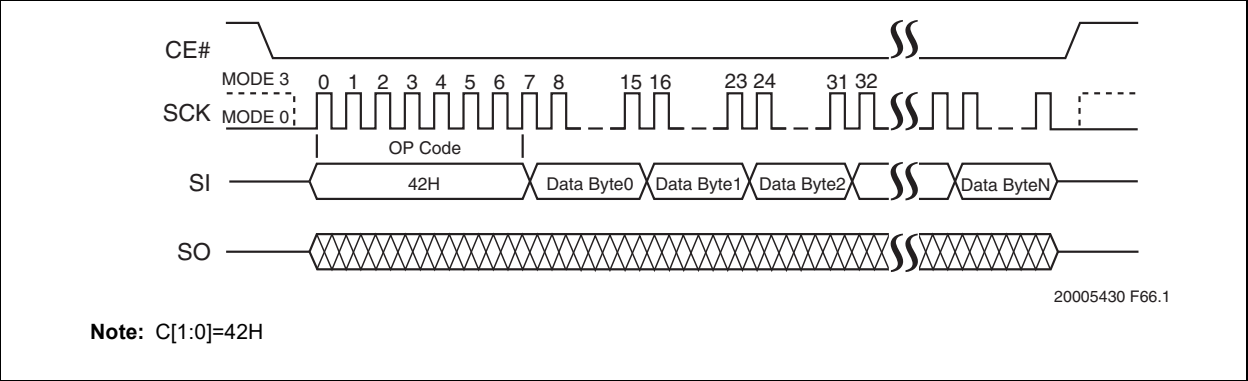 CE#
MODE 3
0 1 2 3 4 5 6 7 8 15 16 23 24 31 32
SCK
MODE 0
OP Code
SI
42H
Data Byte0
Data Byte1
Data Byte2
Data ByteN
SO
20005430 F66.1
Note: C[1:0]=42H